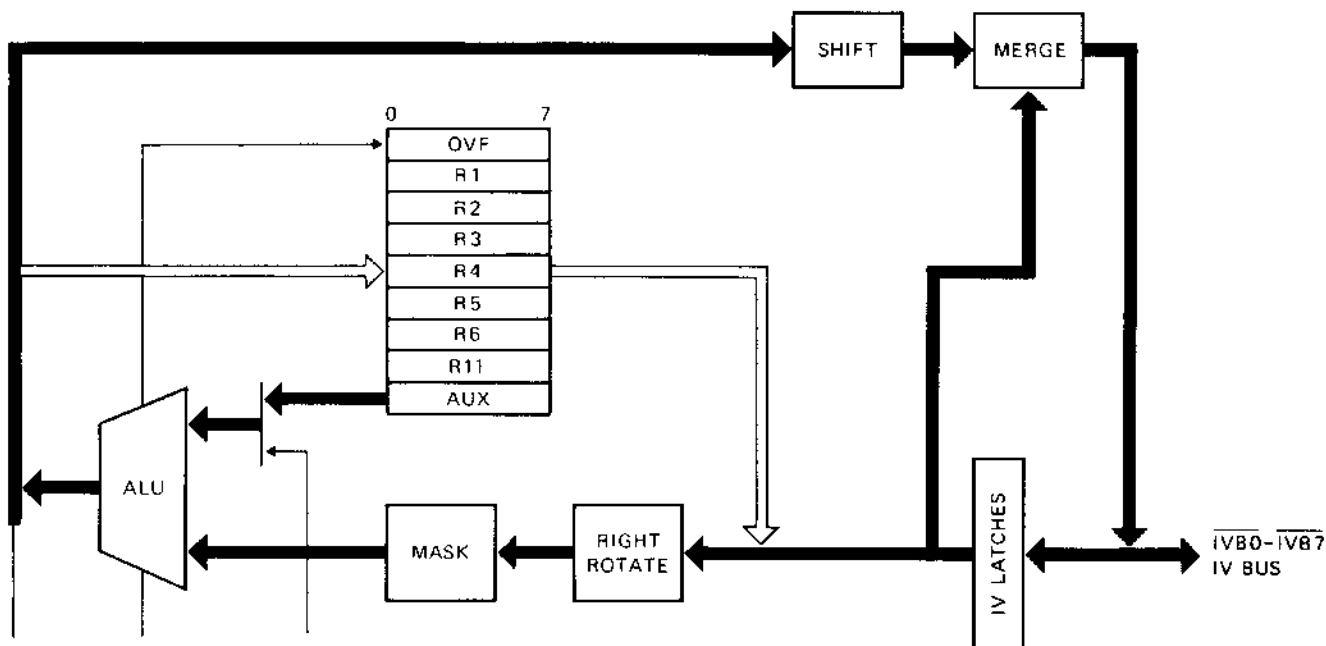 SHIFT
MERGE
0 7
OVF
R1
R2
R3
R4
R5
R6
R11
AUX
ALU
MASK
RIGHT
ROTATE
IV LATCHES
IVB0-IVB7
IV BUS